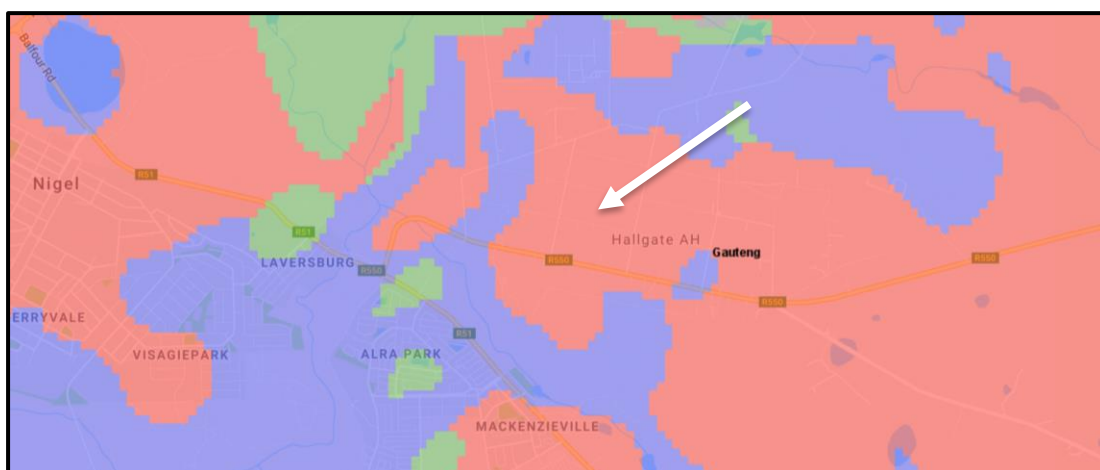 Balfour Rd
R51
Nigel
R51
LAVERSBURG
R550
Hallgate AH
Gauteng
R550
R550
R550
ERRYVALE
VISAGIEPARK
R51
ALRA PARK
MACKENZIEVILLE